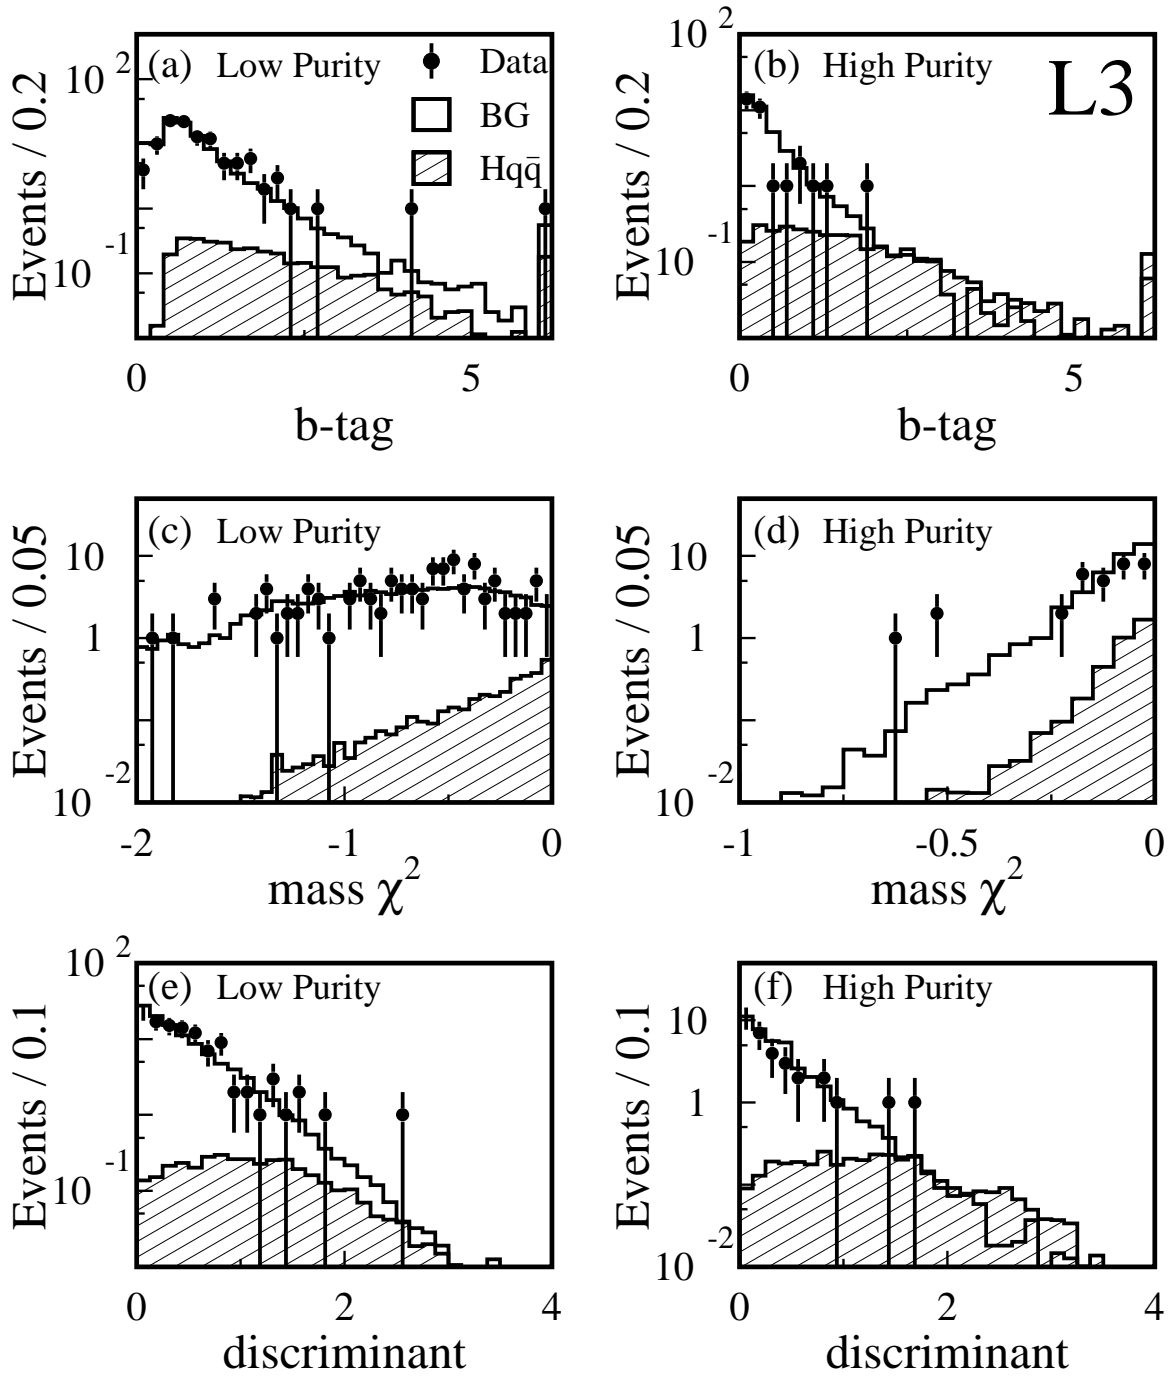 (a) Low Purity
Data
BG
Hqq̄
10 2
10 -1
Events / 0.2
0 5
b-tag
(b) High Purity
L3
10 2
10 -1
Events / 0.2
0 5
b-tag
(c) Low Purity
10
1
10 -2
Events / 0.05
-2 -1 0
mass χ²
(d) High Purity
10
1
10 -2
Events / 0.05
-1 -0.5 0
mass χ²
(e) Low Purity
10 2
10 -1
Events / 0.1
0 2 4
discriminant
(f) High Purity
10
1
10 -2
Events / 0.1
0 2 4
discriminant